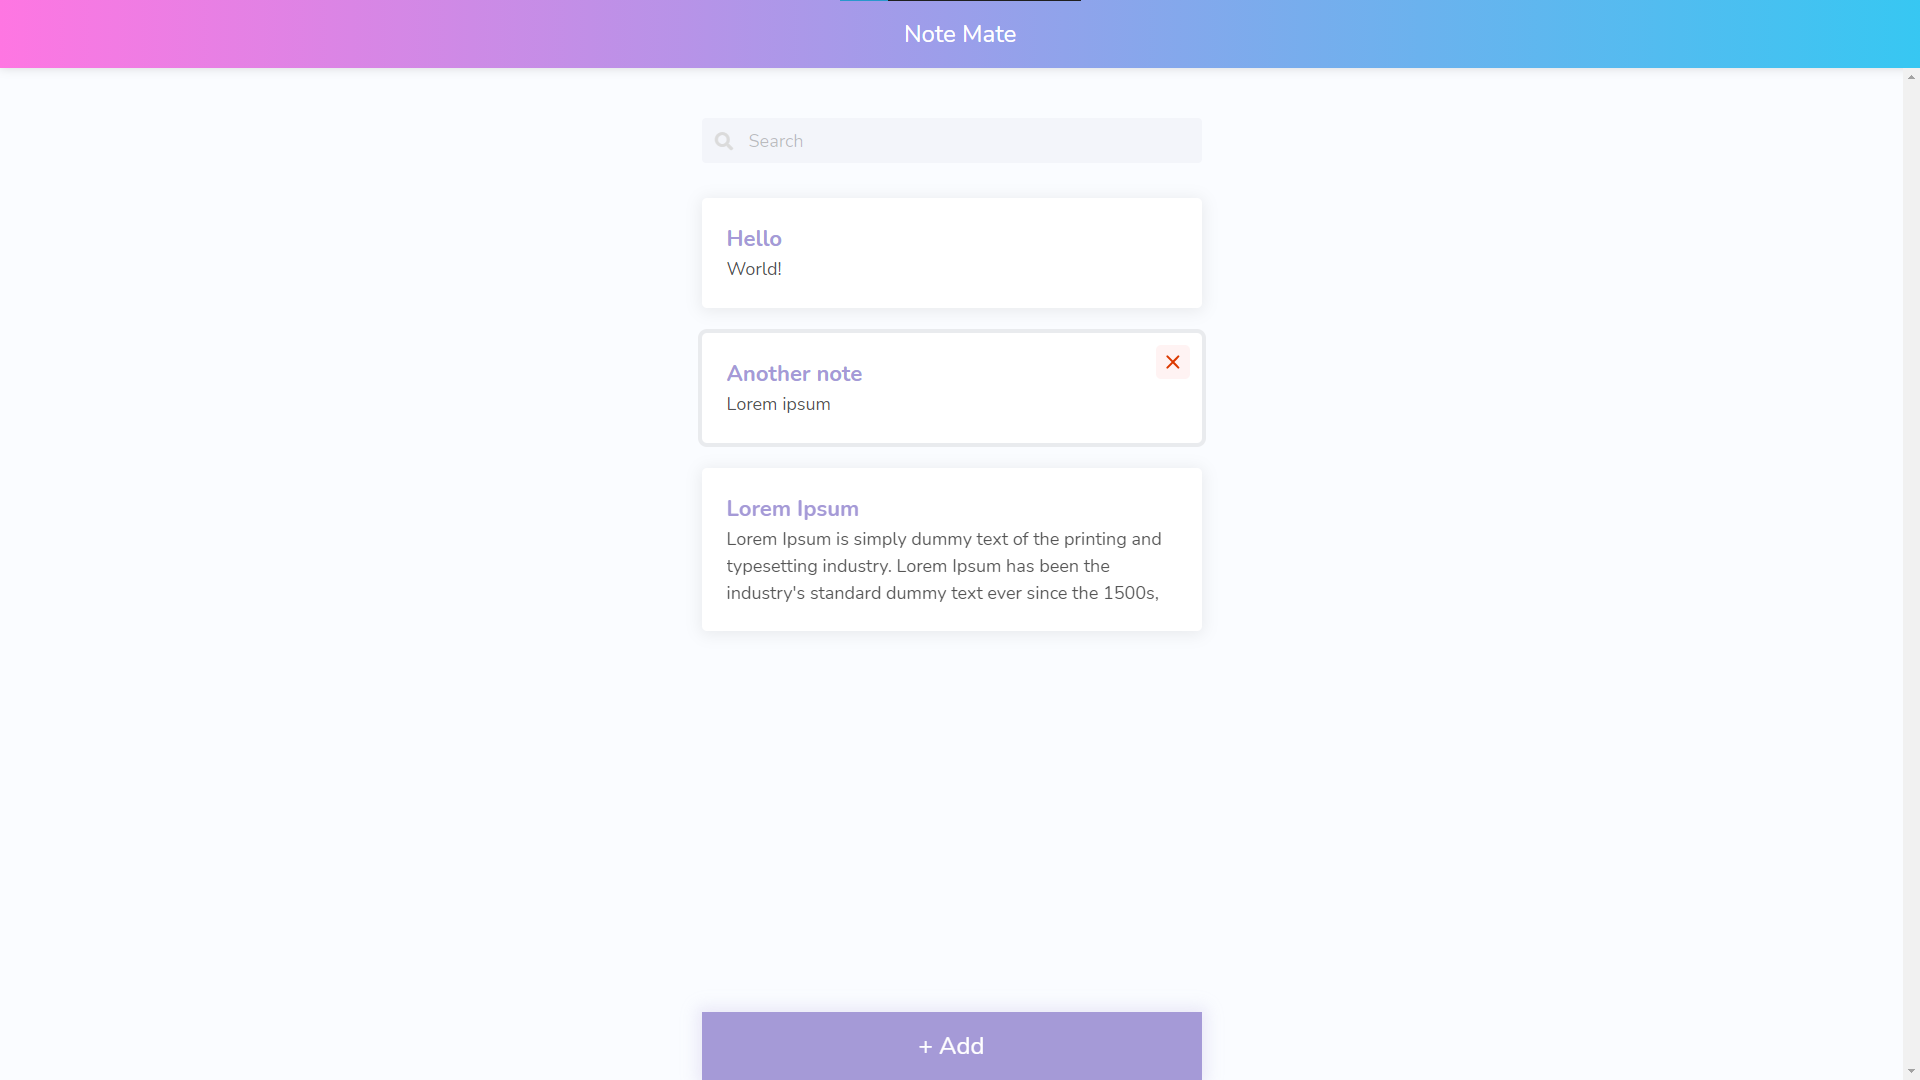 Note Mate
Search
Hello
World!
Another note
Lorem ipsum
Lorem Ipsum
Lorem Ipsum is simply dummy text of the printing and
typesetting industry. Lorem Ipsum has been the
industry's standard dummy text ever since the 1500s,
+ Add